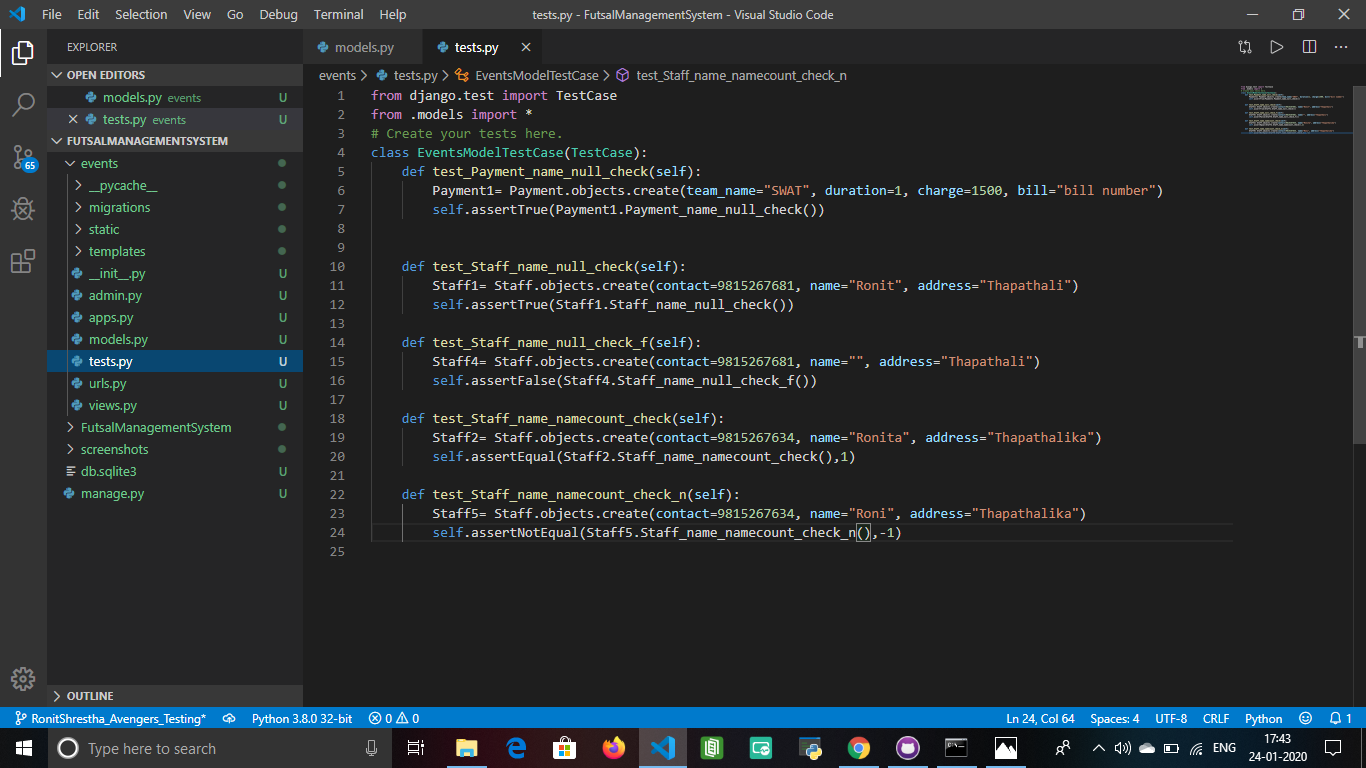 File Edit Selection View Go Debug Terminal Help tests.py - FutsalManagementSystem - Visual Studio Code
EXPLORER
OPEN EDITORS
models.py events U
tests.py events U
FUTSALMANAGEMENTSYSTEM
events
__pycache__
migrations
static
templates
__init__.py U
admin.py U
apps.py U
models.py U
tests.py U
urls.py U
views.py U
FutsalManagementSystem
screenshots
db.sqlite3 U
manage.py U
OUTLINE
65
models.py tests.py
events > tests.py > EventsModelTestCase > test_Staff_name_namecount_check_n
1 from django.test import TestCase
2 from .models import *
3 # Create your tests here.
4 class EventsModelTestCase(TestCase):
5 def test_Payment_name_null_check(self):
6 Payment1= Payment.objects.create(team_name="SWAT", duration=1, charge=1500, bill="bill number")
7 self.assertTrue(Payment1.Payment_name_null_check())
8
9
10 def test_Staff_name_null_check(self):
11 Staff1= Staff.objects.create(contact=9815267681, name="Ronit", address="Thapathali")
12 self.assertTrue(Staff1.Staff_name_null_check())
13
14 def test_Staff_name_null_check_f(self):
15 Staff4= Staff.objects.create(contact=9815267681, name="", address="Thapathali")
16 self.assertFalse(Staff4.Staff_name_null_check_f())
17
18 def test_Staff_name_namecount_check(self):
19 Staff2= Staff.objects.create(contact=9815267634, name="Ronita", address="Thapathalika")
20 self.assertEqual(Staff2.Staff_name_namecount_check(),1)
21
22 def test_Staff_name_namecount_check_n(self):
23 Staff5= Staff.objects.create(contact=9815267634, name="Roni", address="Thapathalika")
24 self.assertNotEqual(Staff5.Staff_name_namecount_check_n(),-1)
25
RonitShrestha_Avengers_Testing* Python 3.8.0 32-bit 0 0 Ln 24, Col 64 Spaces: 4 UTF-8 CRLF Python 1
Type here to search
ENG
17:43
24-01-2020